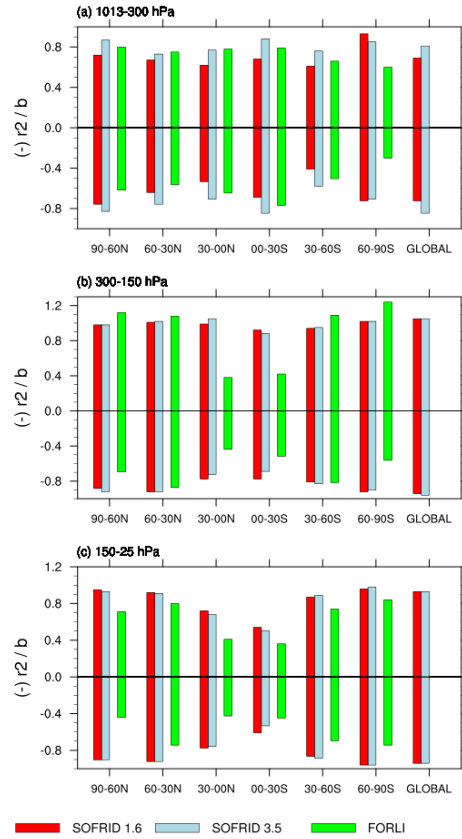 (a) 1013-300 hPa
(-) r2 / b
0.8
0.4
0.0
-0.4
-0.8
90-60N 60-30N 30-00N 00-30S 30-60S 60-90S GLOBAL
(b) 300-150 hPa
(-) r2 / b
1.2
0.8
0.4
0.0
-0.4
-0.8
90-60N 60-30N 30-00N 00-30S 30-60S 60-90S GLOBAL
(c) 150-25 hPa
(-) r2 / b
1.2
0.8
0.4
0.0
-0.4
-0.8
90-60N 60-30N 30-00N 00-30S 30-60S 60-90S GLOBAL
SOFRID 1.6 SOFRID 3.5 FORLI